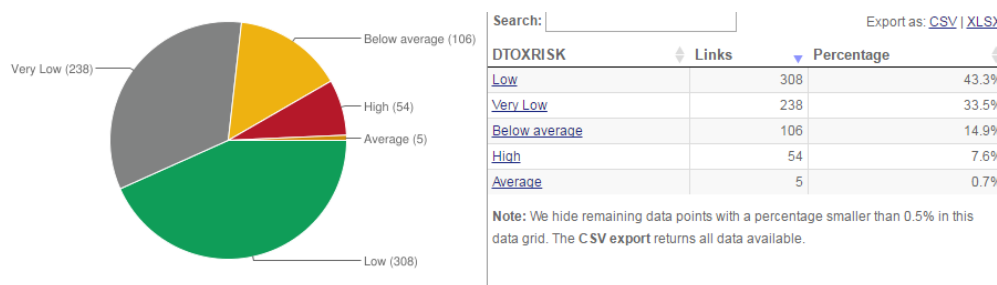 Below average (106)
Very Low (238)
High (54)
Average (5)
Low (308)
Search:
Export as: CSV | XLSX
DTOXRISK Links Percentage
Low 308 43.3%
Very Low 238 33.5%
Below average 106 14.9%
High 54 7.6%
Average 5 0.7%
Note: We hide remaining data points with a percentage smaller than 0.5% in this
data grid. The CSV export returns all data available.